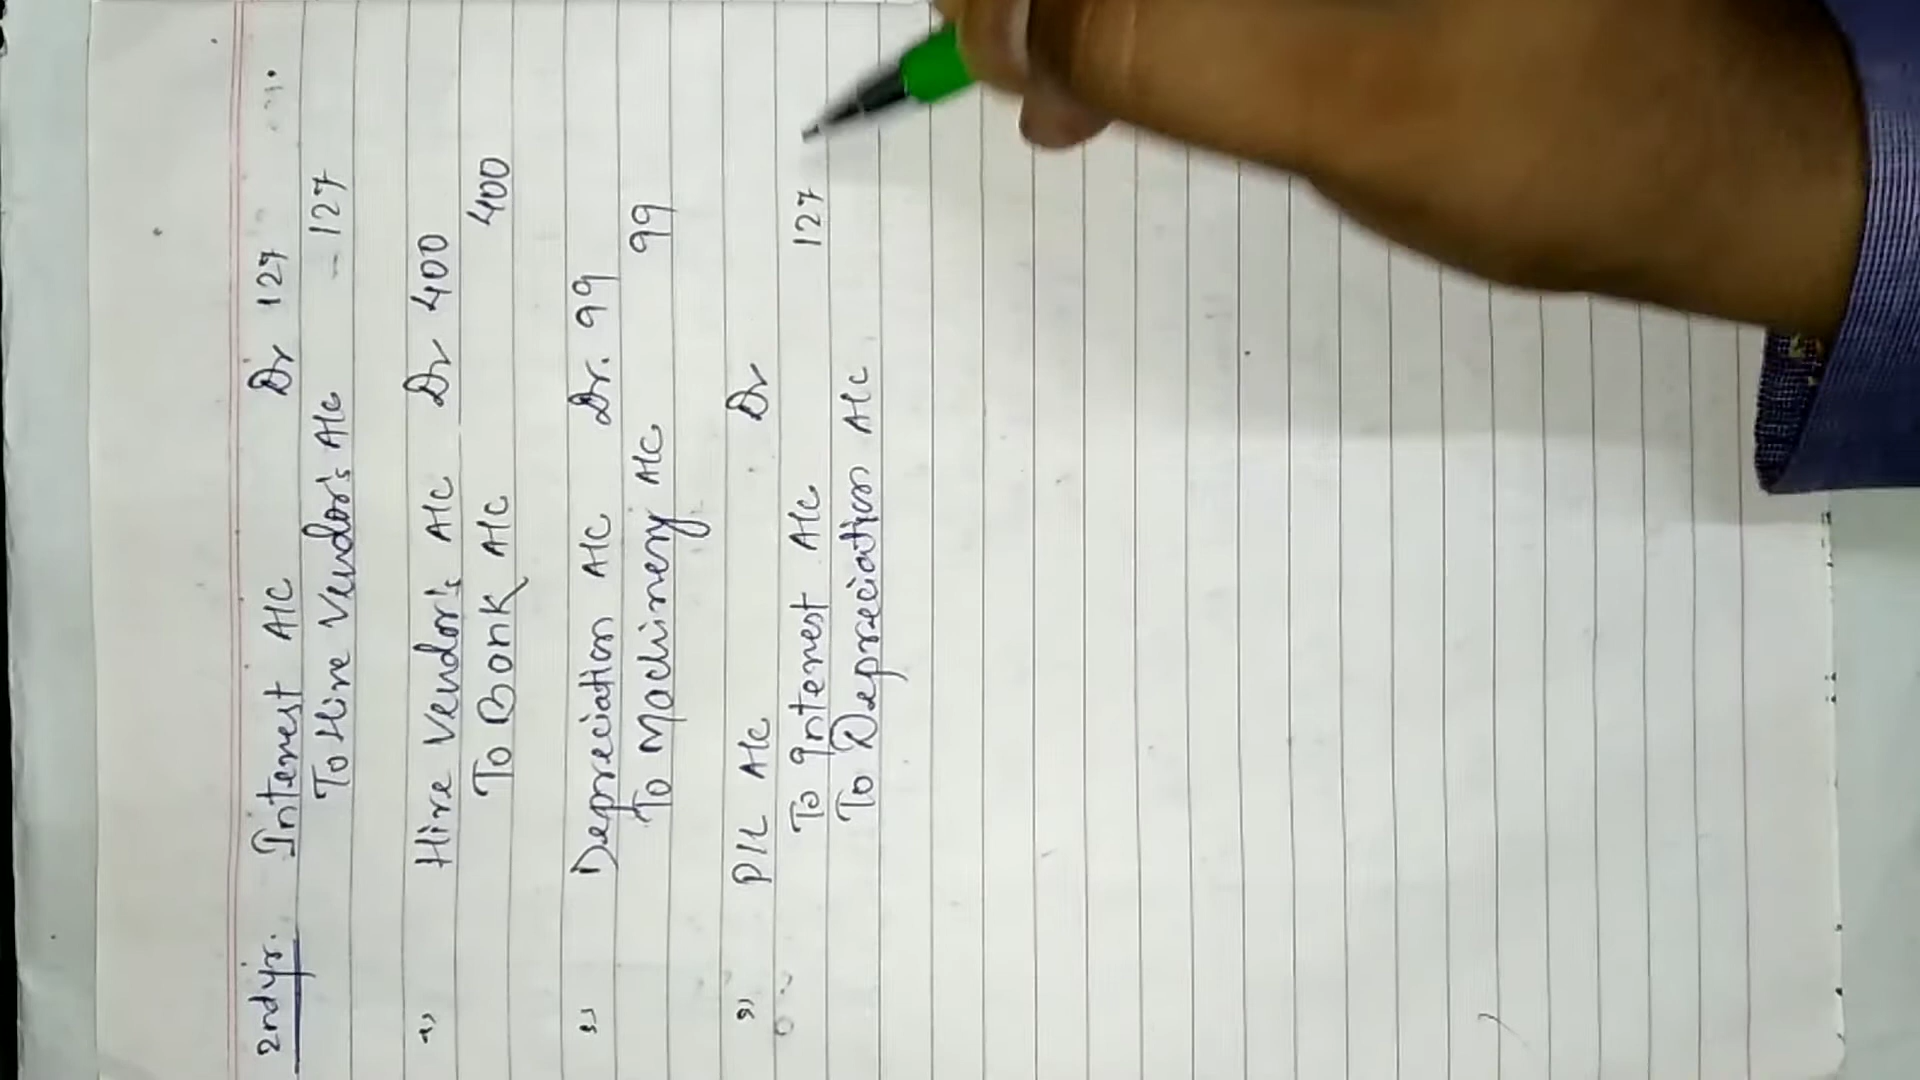 2nd yr. Interest A/c Dr 127
To Hire Vendor's A/c - 127
" Hire Vendor's A/c Dr 400
To Bank A/c 400
" Depreciation A/c Dr. 99
To Machinery A/c 99
" P/L A/c Dr
To Interest A/c 127
To Depreciation A/c